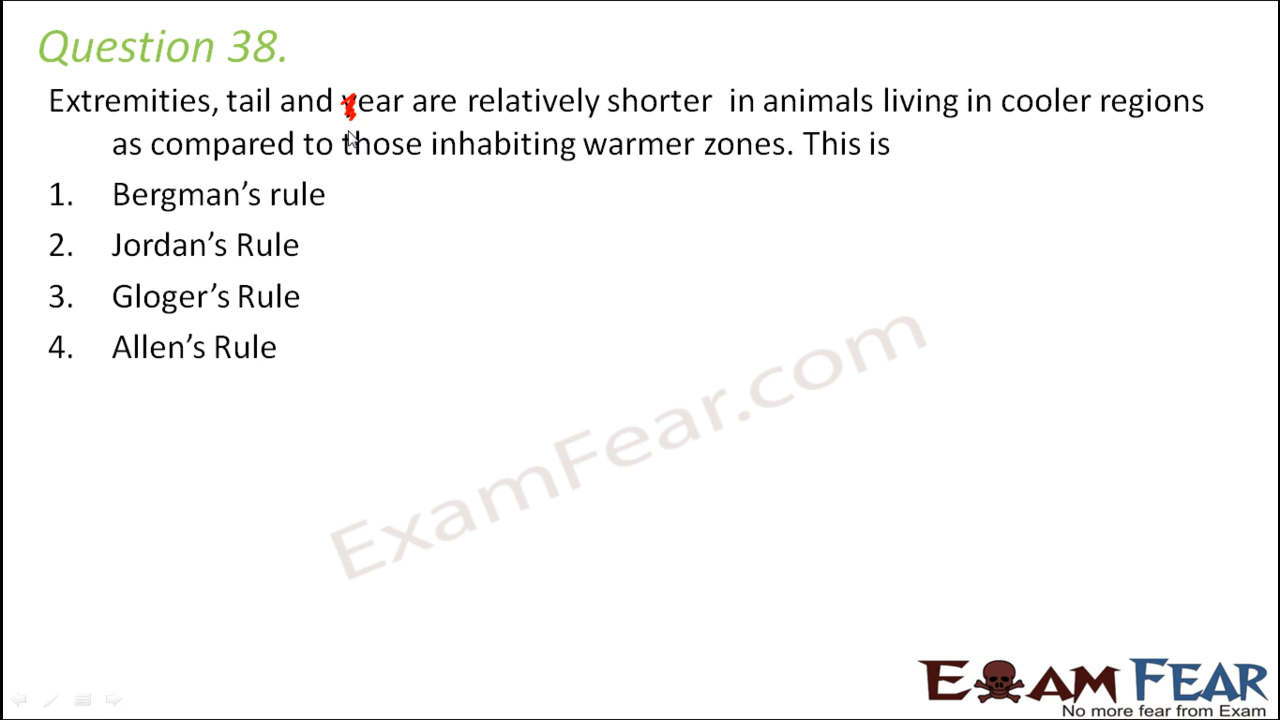 Question 38.
Extremities, tail and year are relatively shorter in animals living in cooler regions
as compared to those inhabiting warmer zones. This is
1. Bergman’s rule
2. Jordan’s Rule
3. Gloger’s Rule
4. Allen’s Rule
ExamFear.com
EXAM FEAR
No more fear from Exam